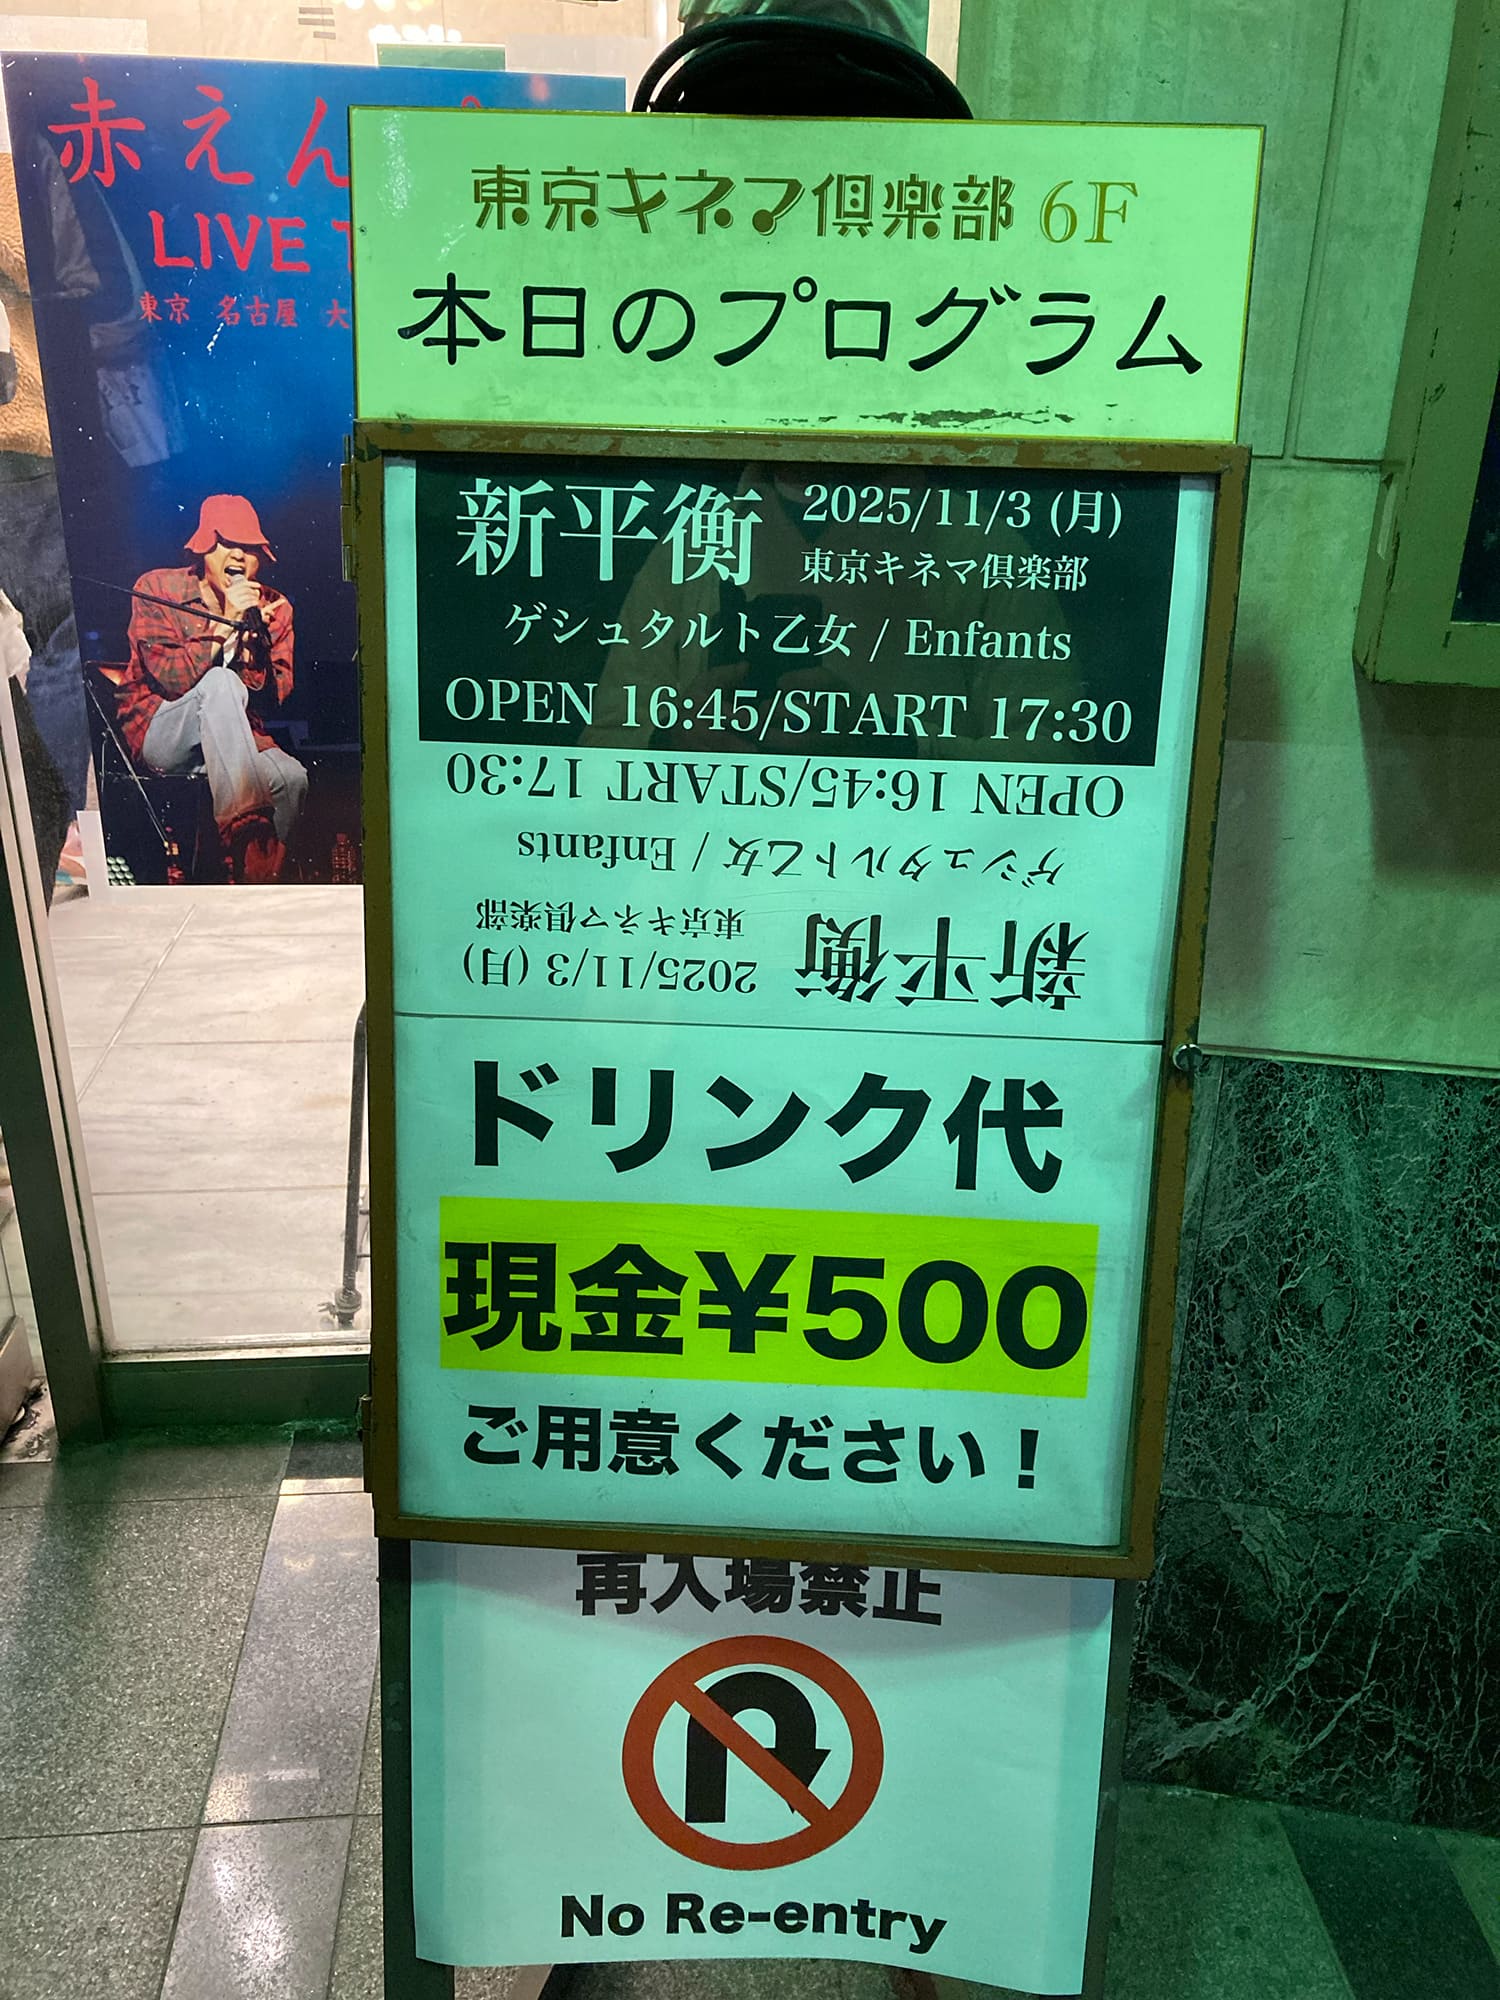 赤えん
LIVE
東京 名古屋 大
東京キネマ倶楽部 6F
本日のプログラム
新平衡 2025/11/3 (月)
東京キネマ倶楽部
ゲシュタルト乙女 / Enfants
OPEN 16:45/START 17:30
OPEN 16:45/START 17:30
ゲシュタルト乙女 / Enfants
東京キネマ倶楽部
新平衡 2025/11/3 (月)
ドリンク代
現金¥500
ご用意ください!
再入場禁止
No Re-entry